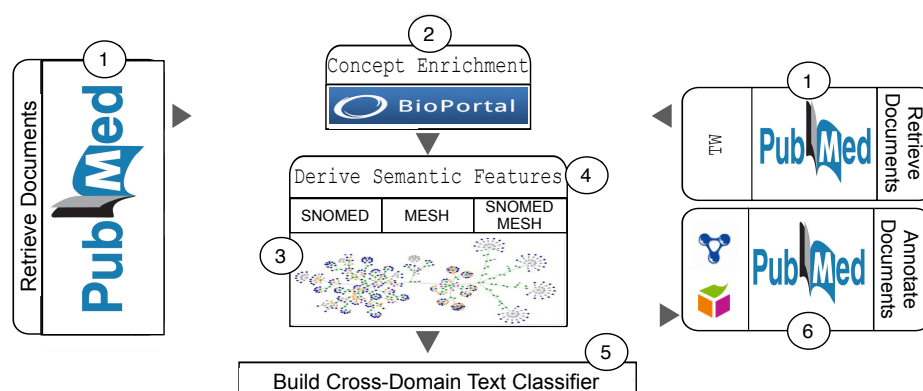 1
Retrieve Documents
PubMed
2
Concept Enrichment
BioPortal
Derive Semantic Features
4
SNOMED
MESH
SNOMED
MESH
3
5
Build Cross-Domain Text Classifier
1
PubMed
Retrieve
Documents
PubMed
Annotate
Documents
6